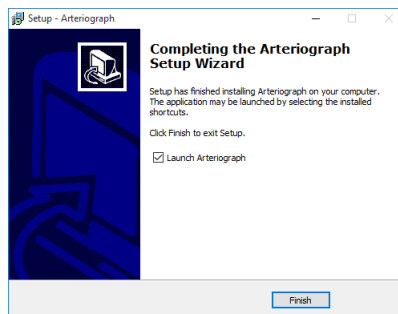 Setup - Arteriograph
Completing the Arteriograph
Setup Wizard
Setup has finished installing Arteriograph on your computer.
The application may be launched by selecting the installed
shortcuts.
Click Finish to exit Setup.
Launch Arteriograph
Finish